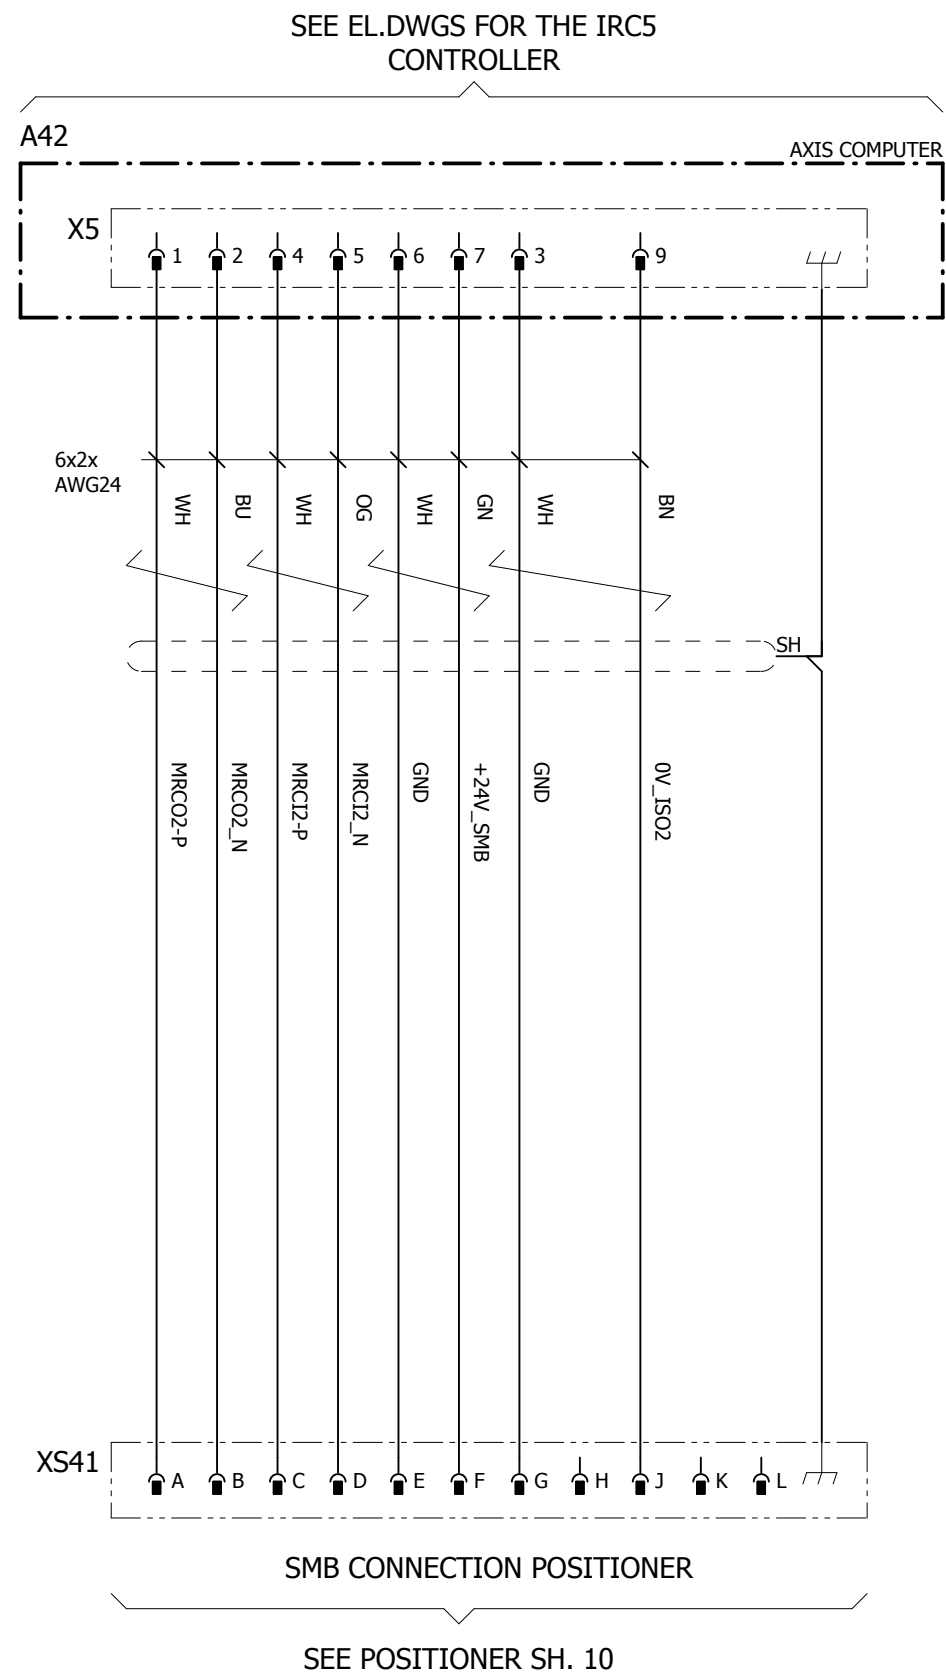 SEE EL.DWGS FOR THE IRC5
CONTROLLER
A42
AXIS COMPUTER
X5
1 2 4 5 6 7 3 9
6x2x
AWG24
WH BU WH OG WH GN WH BN
SH
MRCO2-P MRCO2_N MRCI2-P MRCI2_N GND +24V_SMB GND 0V_ISO2
XS41
A B C D E F G H J K L
SMB CONNECTION POSITIONER
SEE POSITIONER SH. 10